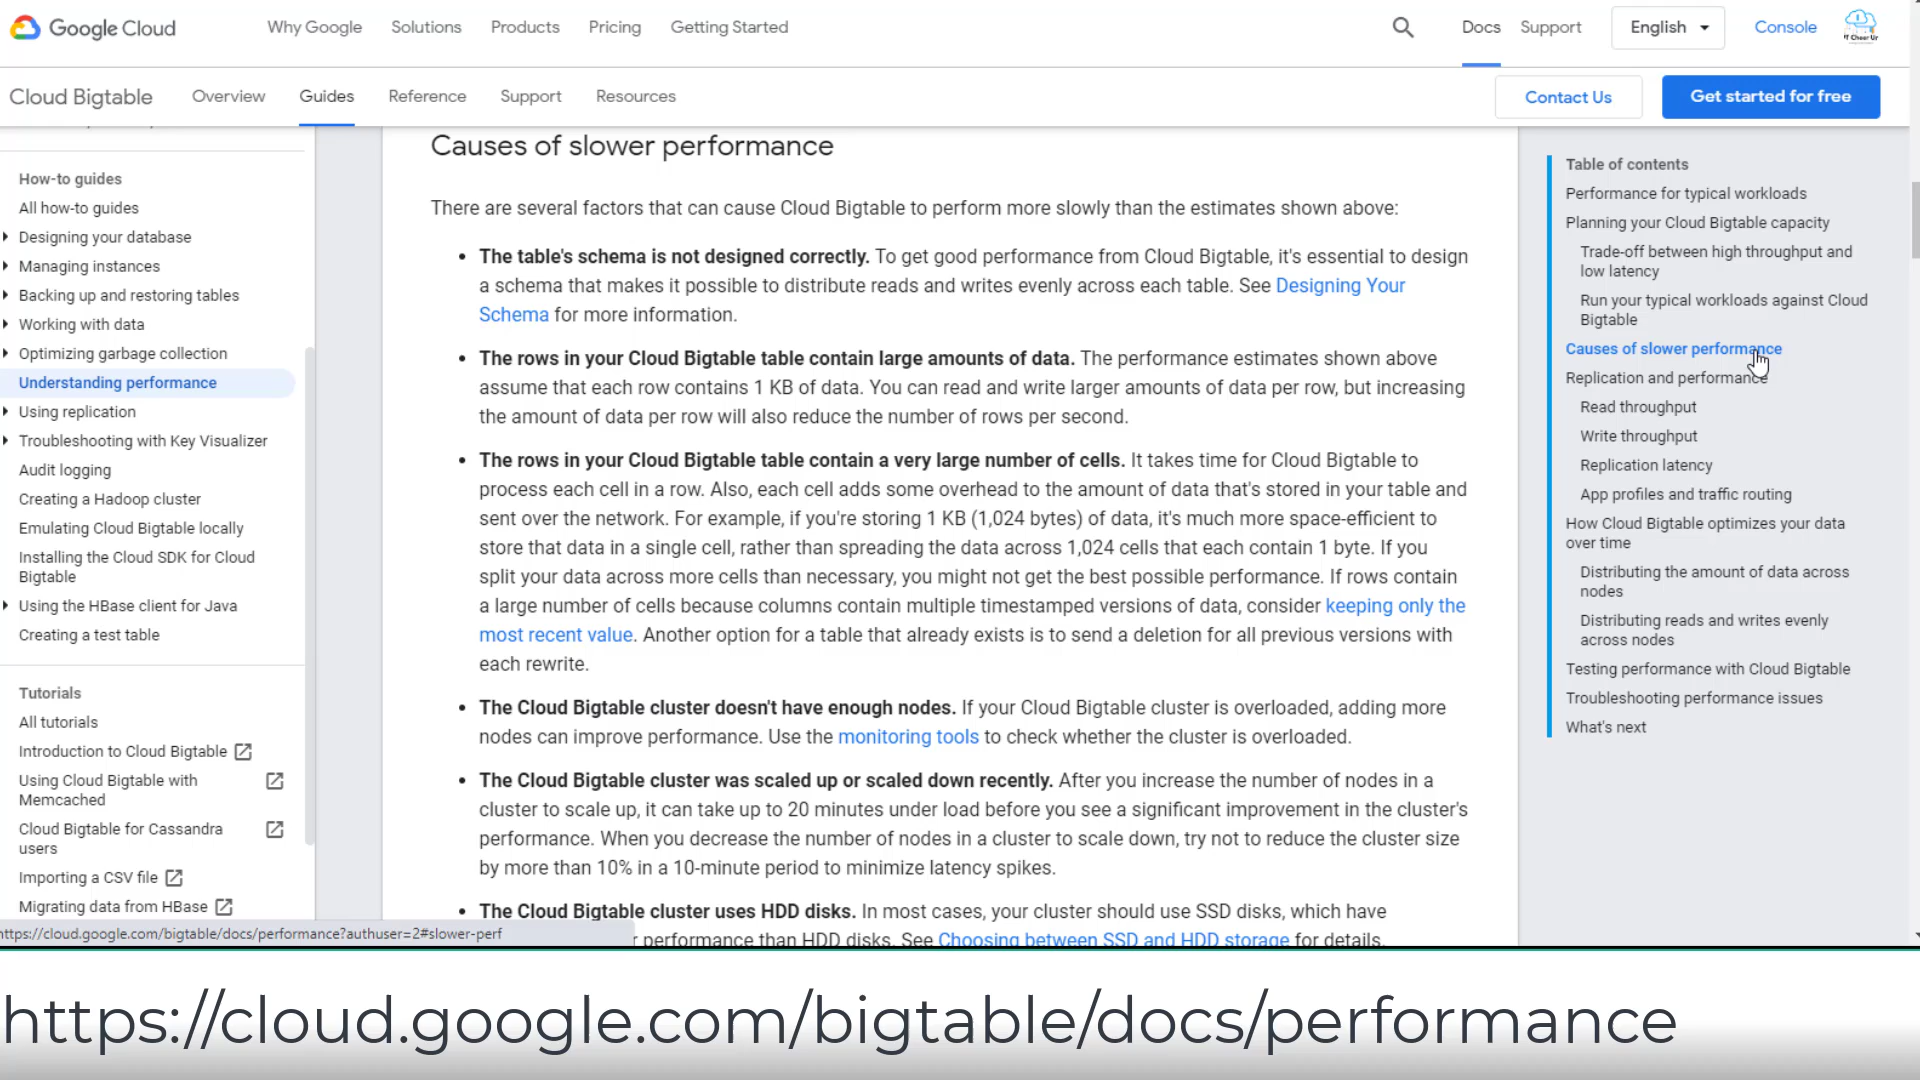 Google Cloud
Why Google
Solutions
Products
Pricing
Getting Started
Docs
Support
English
Console
IT Cheer Up
Cloud Bigtable
Overview
Guides
Reference
Support
Resources
Contact Us
Get started for free
How-to guides
All how-to guides
Designing your database
Managing instances
Backing up and restoring tables
Working with data
Optimizing garbage collection
Understanding performance
Using replication
Troubleshooting with Key Visualizer
Audit logging
Creating a Hadoop cluster
Emulating Cloud Bigtable locally
Installing the Cloud SDK for Cloud
Bigtable
Using the HBase client for Java
Creating a test table
Tutorials
All tutorials
Introduction to Cloud Bigtable
Using Cloud Bigtable with
Memcached
Cloud Bigtable for Cassandra
users
Importing a CSV file
Migrating data from HBase
https://cloud.google.com/bigtable/docs/performance?authuser=2#slower-perf
Causes of slower performance
There are several factors that can cause Cloud Bigtable to perform more slowly than the estimates shown above:
• The table's schema is not designed correctly. To get good performance from Cloud Bigtable, it's essential to design
a schema that makes it possible to distribute reads and writes evenly across each table. See Designing Your
Schema for more information.
• The rows in your Cloud Bigtable table contain large amounts of data. The performance estimates shown above
assume that each row contains 1 KB of data. You can read and write larger amounts of data per row, but increasing
the amount of data per row will also reduce the number of rows per second.
• The rows in your Cloud Bigtable table contain a very large number of cells. It takes time for Cloud Bigtable to
process each cell in a row. Also, each cell adds some overhead to the amount of data that's stored in your table and
sent over the network. For example, if you're storing 1 KB (1,024 bytes) of data, it's much more space-efficient to
store that data in a single cell, rather than spreading the data across 1,024 cells that each contain 1 byte. If you
split your data across more cells than necessary, you might not get the best possible performance. If rows contain
a large number of cells because columns contain multiple timestamped versions of data, consider keeping only the
most recent value. Another option for a table that already exists is to send a deletion for all previous versions with
each rewrite.
• The Cloud Bigtable cluster doesn't have enough nodes. If your Cloud Bigtable cluster is overloaded, adding more
nodes can improve performance. Use the monitoring tools to check whether the cluster is overloaded.
• The Cloud Bigtable cluster was scaled up or scaled down recently. After you increase the number of nodes in a
cluster to scale up, it can take up to 20 minutes under load before you see a significant improvement in the cluster's
performance. When you decrease the number of nodes in a cluster to scale down, try not to reduce the cluster size
by more than 10% in a 10-minute period to minimize latency spikes.
• The Cloud Bigtable cluster uses HDD disks. In most cases, your cluster should use SSD disks, which have
r performance than HDD disks. See Choosing between SSD and HDD storage for details.
Table of contents
Performance for typical workloads
Planning your Cloud Bigtable capacity
Trade-off between high throughput and
low latency
Run your typical workloads against Cloud
Bigtable
Causes of slower performance
Replication and performance
Read throughput
Write throughput
Replication latency
App profiles and traffic routing
How Cloud Bigtable optimizes your data
over time
Distributing the amount of data across
nodes
Distributing reads and writes evenly
across nodes
Testing performance with Cloud Bigtable
Troubleshooting performance issues
What's next
https://cloud.google.com/bigtable/docs/performance